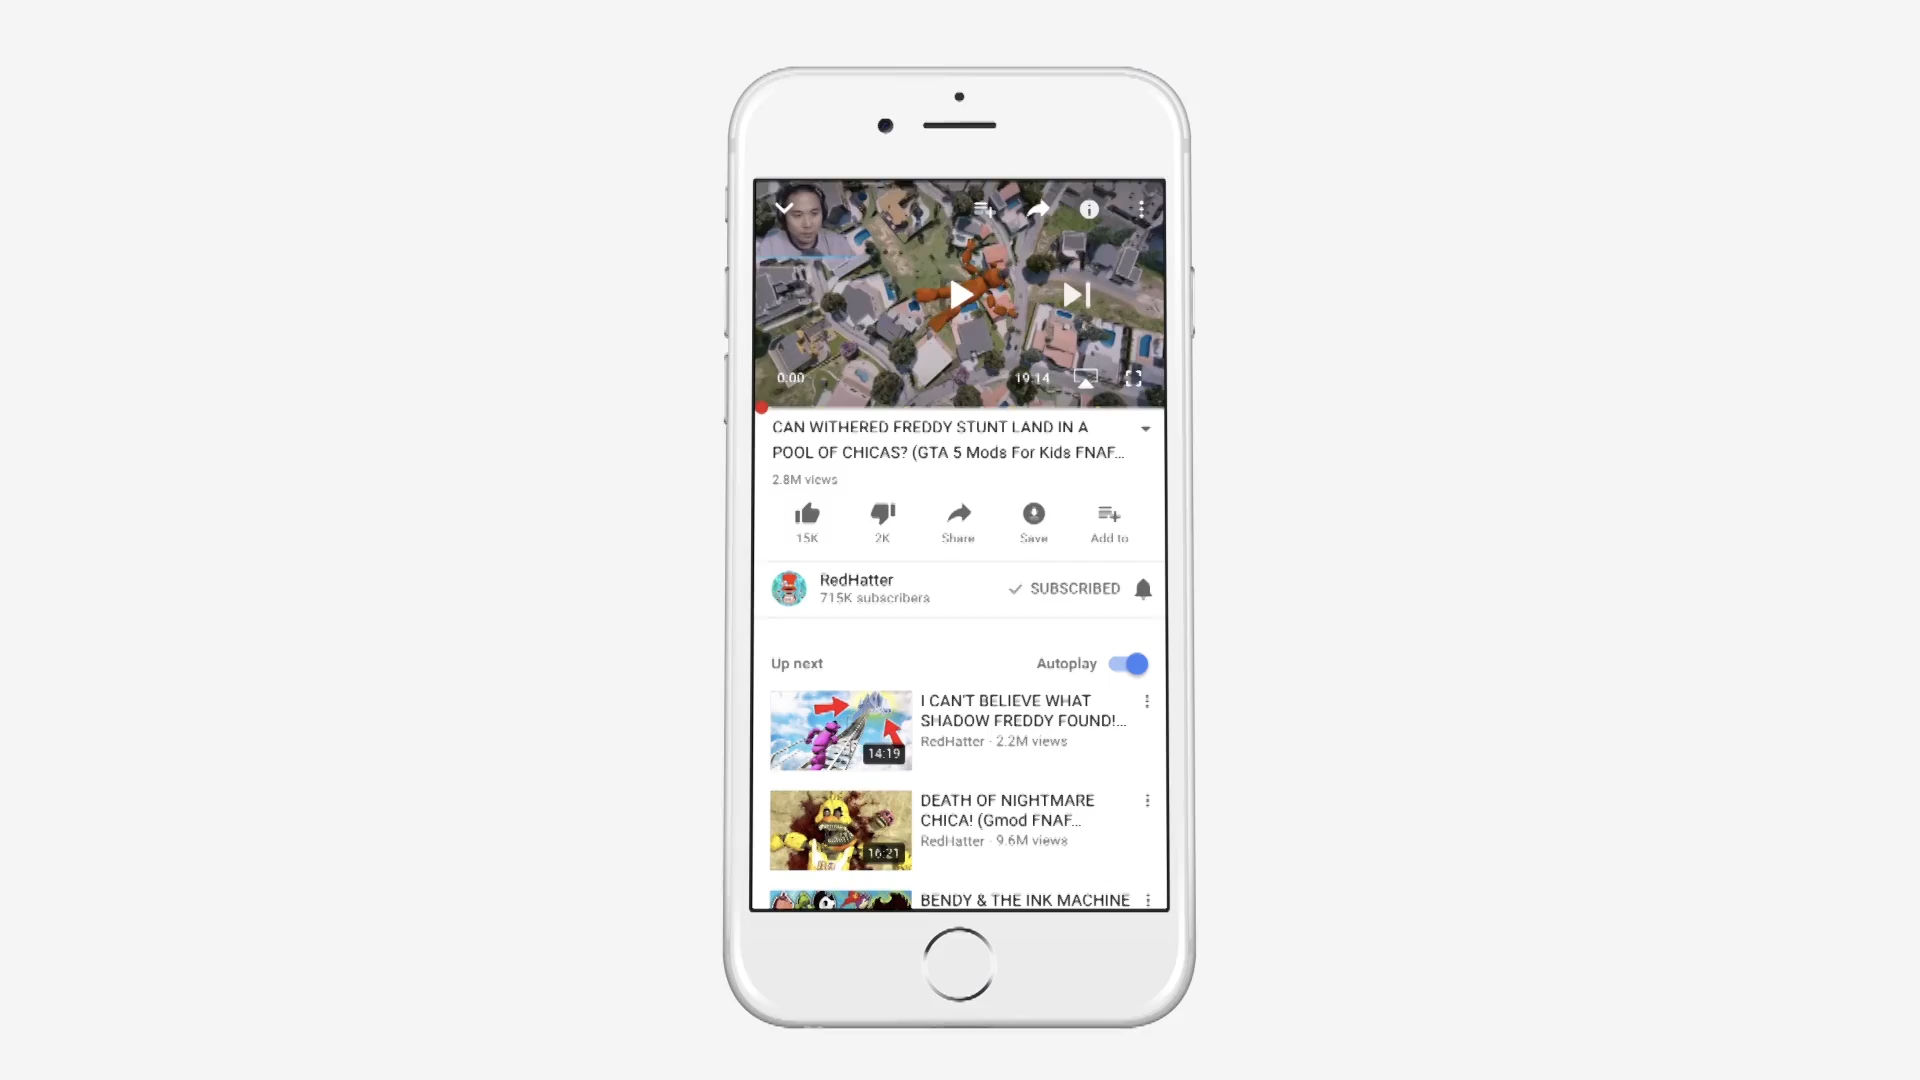 0:00
19:14
CAN WITHERED FREDDY STUNT LAND IN A
POOL OF CHICAS? (GTA 5 Mods For Kids FNAF...
2.8M views
15K
2K
Share
Save
Add to
RedHatter
715K subscribers
SUBSCRIBED
Up next
Autoplay
I CAN'T BELIEVE WHAT
SHADOW FREDDY FOUND!...
RedHatter · 2.2M views
14:19
DEATH OF NIGHTMARE
CHICA! (Gmod FNAF...
RedHatter · 9.6M views
16:21
BENDY & THE INK MACHINE